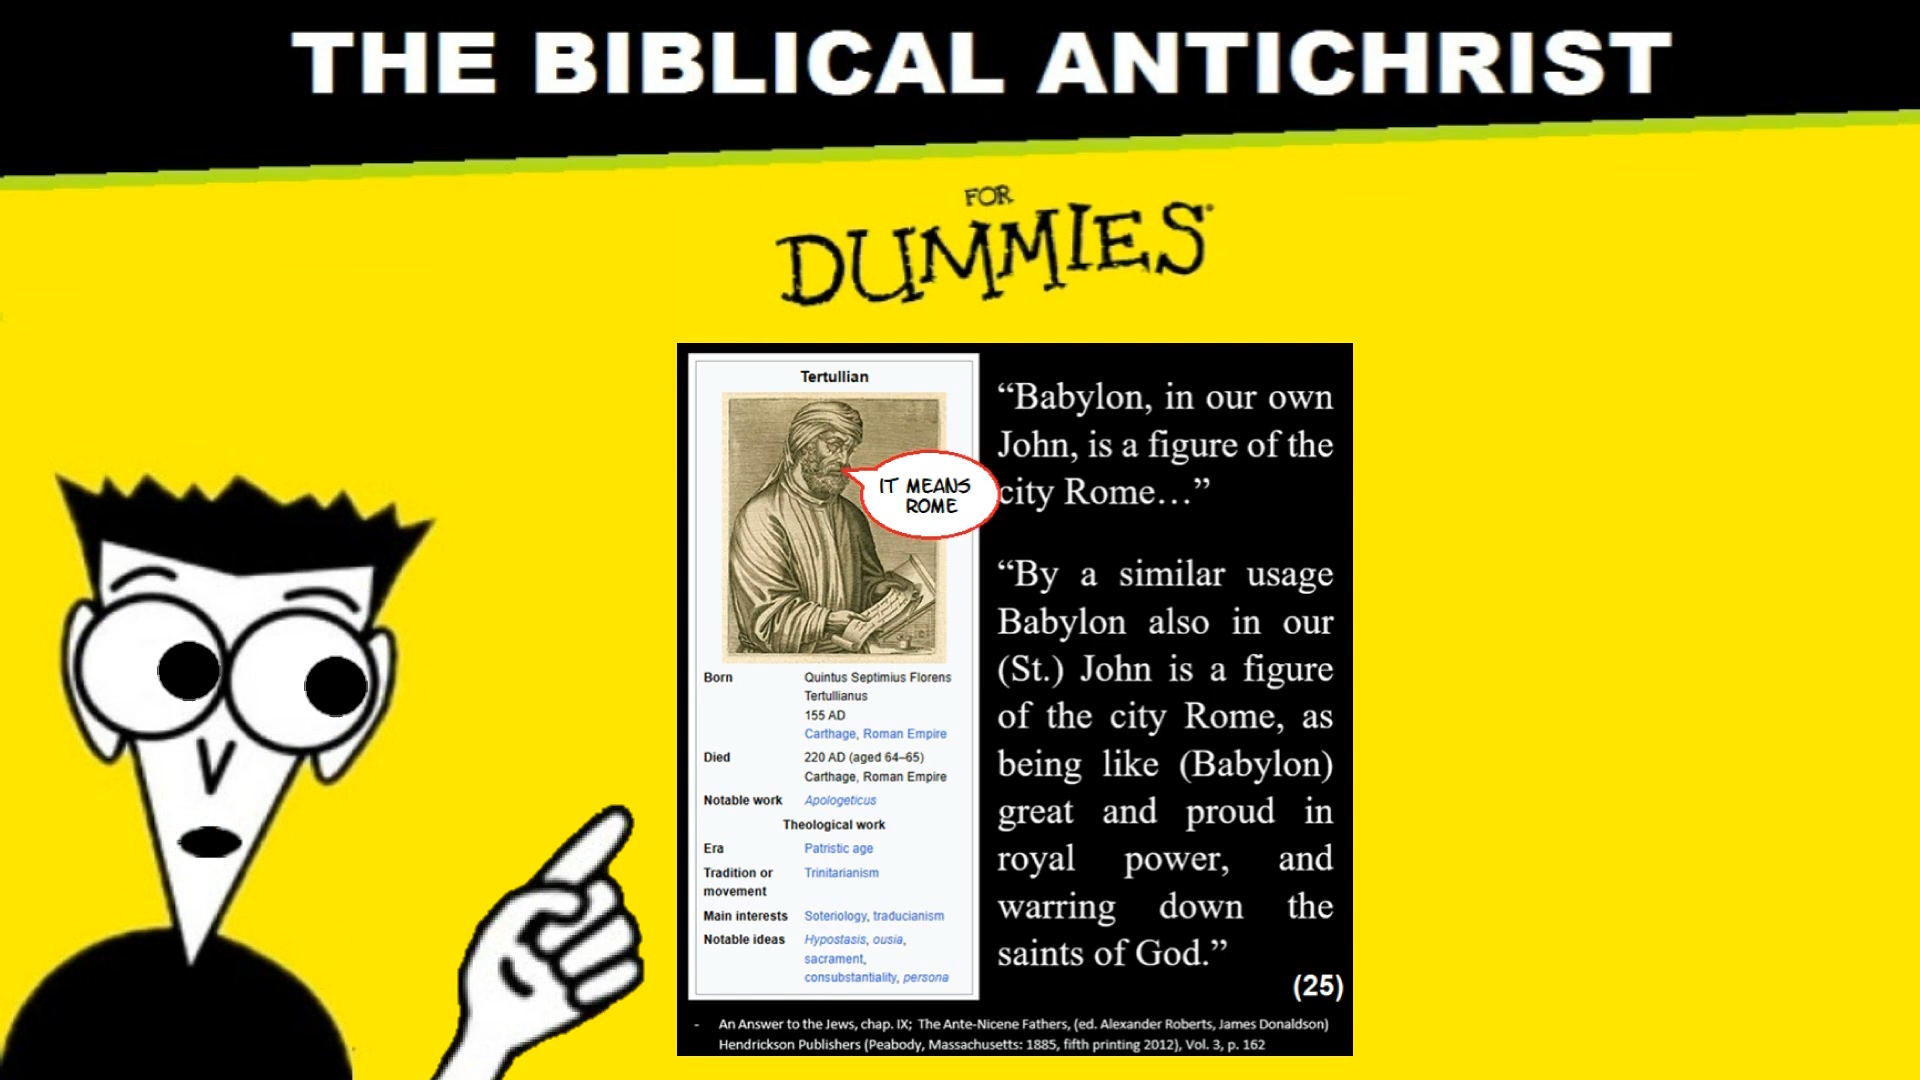 THE BIBLICAL ANTICHRIST
FOR
DUMMIES®
Tertullian
IT MEANS
ROME
Born Quintus Septimius Florens
Tertullianus
155 AD
Carthage, Roman Empire
Died 220 AD (aged 64–65)
Carthage, Roman Empire
Notable work Apologeticus
Theological work
Era Patristic age
Tradition or Trinitarianism
movement
Main interests Soteriology, traducianism
Notable ideas Hypostasis, ousia,
sacrament,
consubstantiality, persona
“Babylon, in our own
John, is a figure of the
city Rome…”
“By a similar usage
Babylon also in our
(St.) John is a figure
of the city Rome, as
being like (Babylon)
great and proud in
royal power, and
warring down the
saints of God.”
(25)
- An Answer to the Jews, chap. IX; The Ante-Nicene Fathers, (ed. Alexander Roberts, James Donaldson)
Hendrickson Publishers (Peabody, Massachusetts: 1885, fifth printing 2012), Vol. 3, p. 162